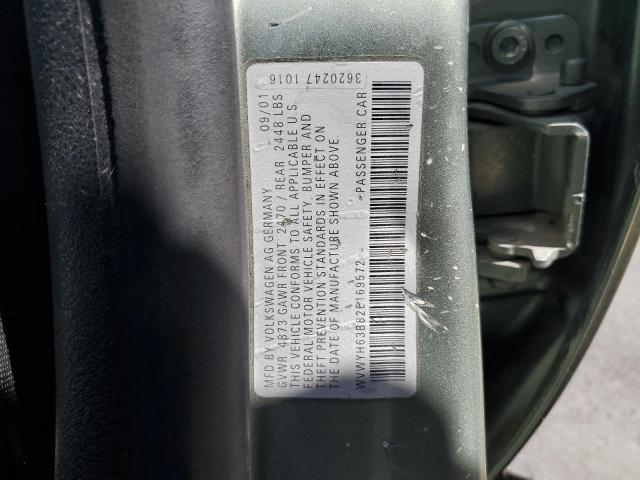 MFD BY VOLKSWAGEN AG GERMANY 09/01
GVWR 4873 GAWR FRONT 2470 / REAR 2448 LBS
THIS VEHICLE CONFORMS TO ALL APPLICABLE U.S.
FEDERAL MOTOR VEHICLE SAFETY, BUMPER AND
THEFT PREVENTION STANDARDS IN EFFECT ON
THE DATE OF MANUFACTURE SHOWN ABOVE
*PASSENGER CAR
3620247 1016